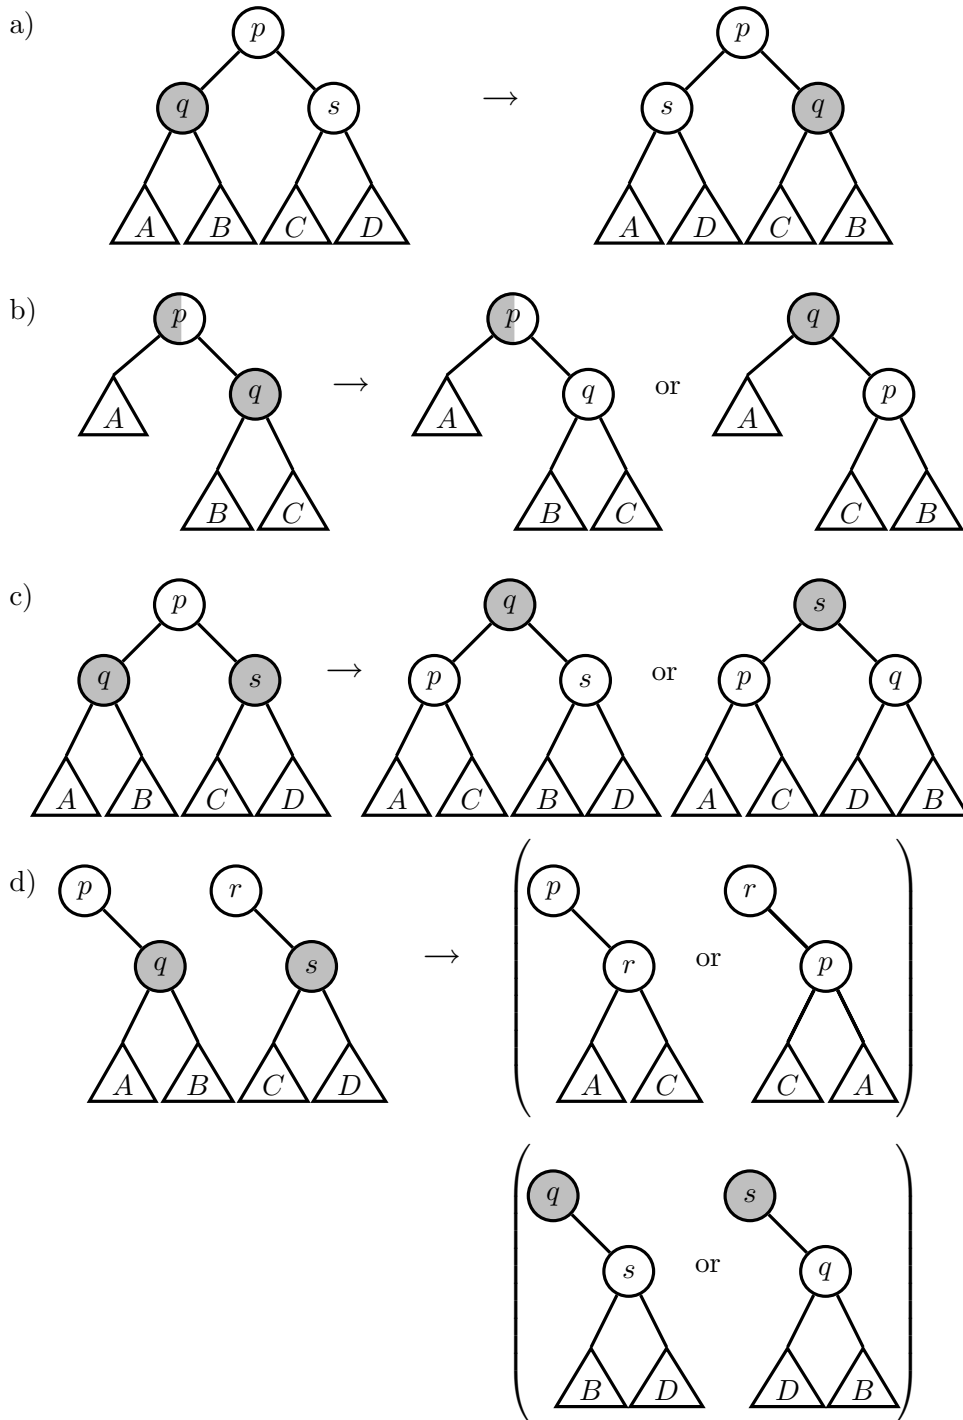 a) p p
q s → s q
A B C D A D C B
b) p p q
A q → A q or A p
B C B C C B
c) p q s
q s → p s or p q
A B C D A C B D A C D B
d) p r p r
q s → r or p
A B C D A C C A
q s
s or q
B D D B